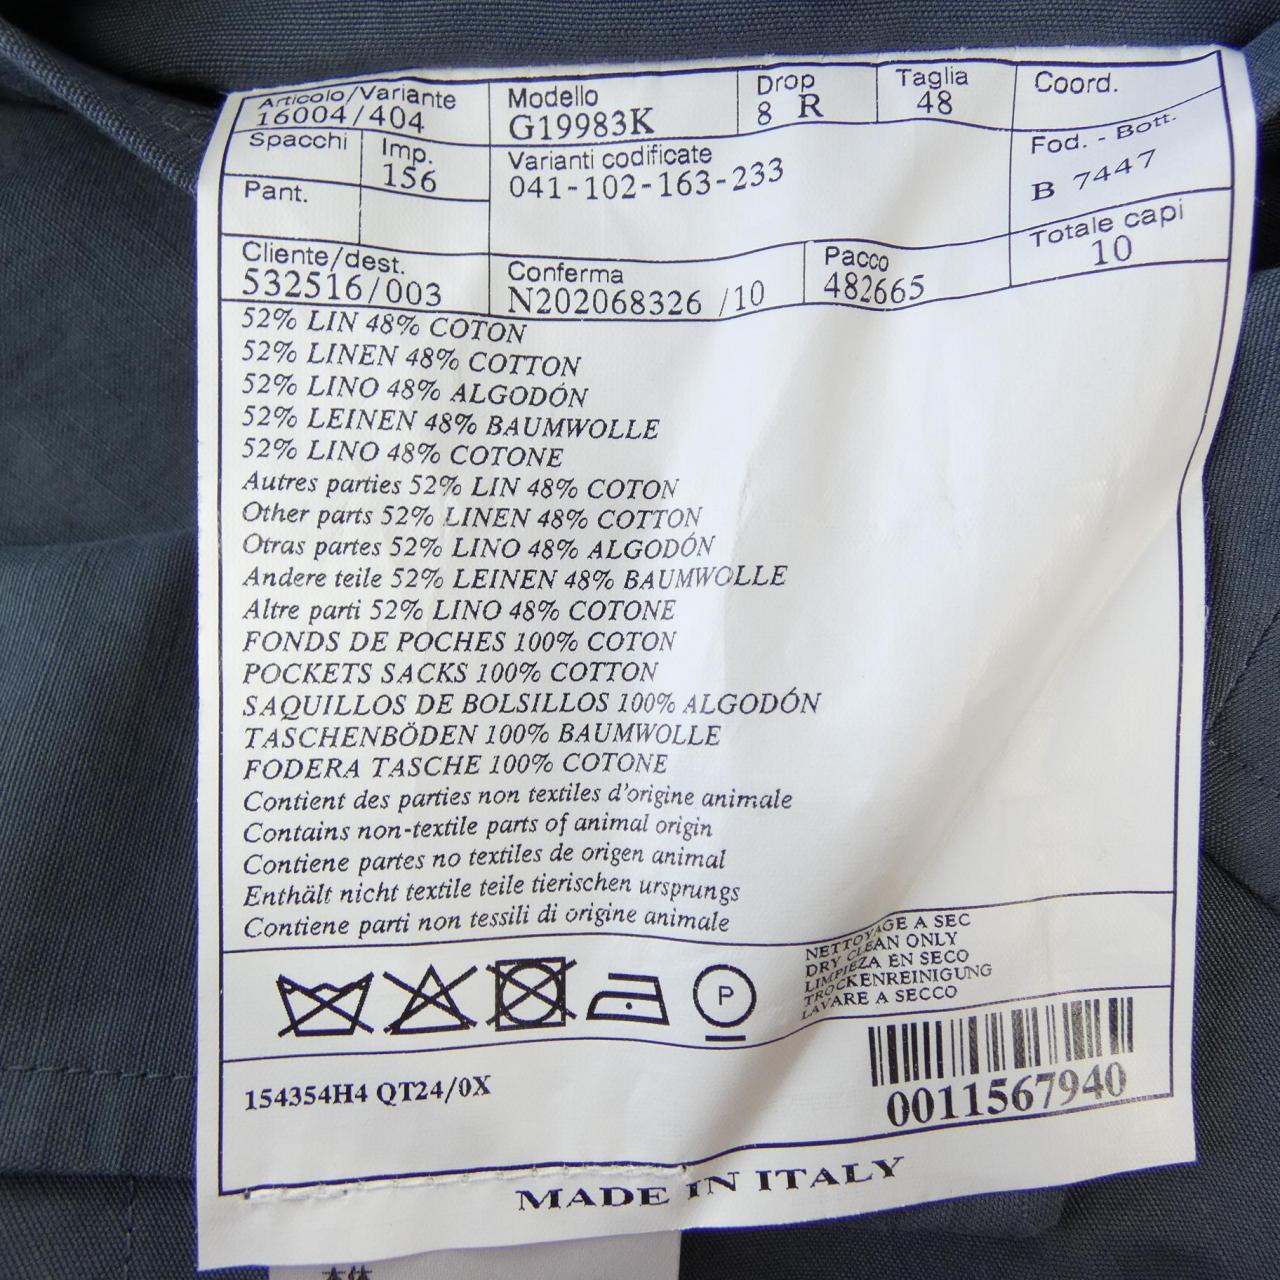 Articolo/Variante
16004/404
Modello
G19983K
Drop
8 R
Taglia
48
Coord.
Spacchi
Imp.
156
Varianti codificate
041-102-163-233
Fod. - Bott.
B 7447
Pant.
Totale capi
10
Cliente/dest.
532516/003
Conferma
N202068326 /10
Pacco
482665
52% LIN 48% COTON
52% LINEN 48% COTTON
52% LINO 48% ALGODÓN
52% LEINEN 48% BAUMWOLLE
52% LINO 48% COTONE
Autres parties 52% LIN 48% COTON
Other parts 52% LINEN 48% COTTON
Otras partes 52% LINO 48% ALGODÓN
Andere teile 52% LEINEN 48% BAUMWOLLE
Altre parti 52% LINO 48% COTONE
FONDS DE POCHES 100% COTON
POCKETS SACKS 100% COTTON
SAQUILLOS DE BOLSILLOS 100% ALGODÓN
TASCHENBÖDEN 100% BAUMWOLLE
FODERA TASCHE 100% COTONE
Contient des parties non textiles d'origine animale
Contains non-textile parts of animal origin
Contiene partes no textiles de origen animal
Enthält nicht textile teile tierischen ursprungs
Contiene parti non tessili di origine animale
P
NETTOYAGE A SEC
DRY CLEAN ONLY
LIMPIEZA EN SECO
TROCKENREINIGUNG
LAVARE A SECCO
154354H4 QT24/0X
0011567940
MADE IN ITALY